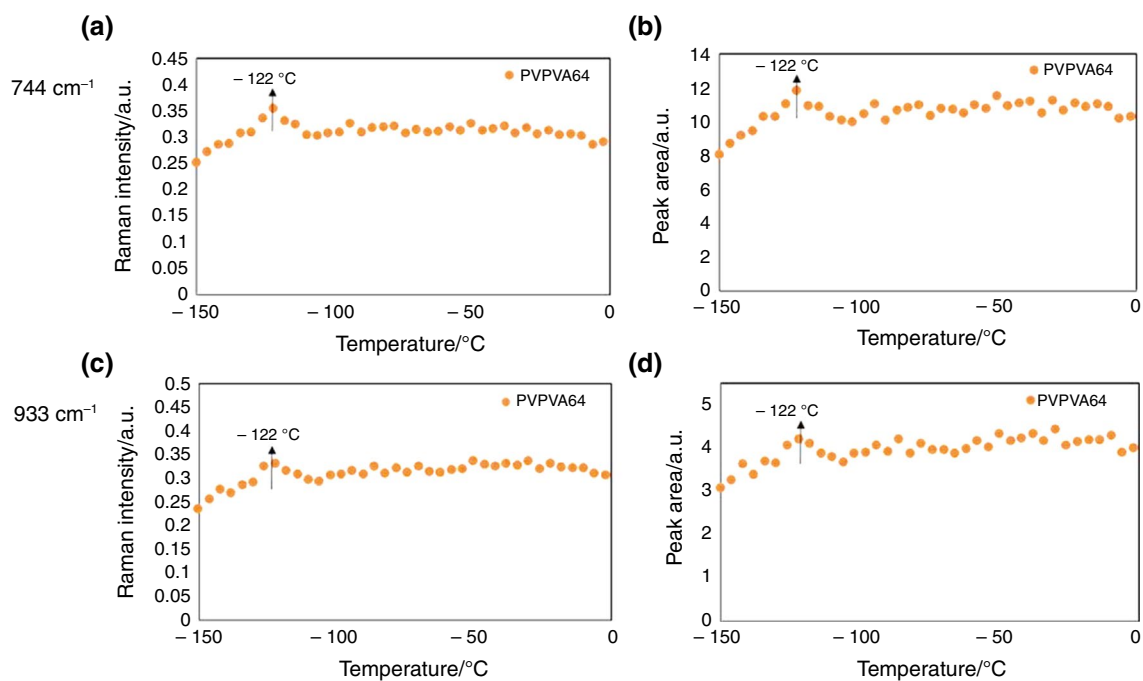 (a)
744 cm⁻¹
Raman intensity/a.u.
0.45
0.4
0.35
0.3
0.25
0.2
0.15
0.1
0.05
0
– 122 °C
PVPVA64
– 150
– 100
– 50
0
Temperature/°C
(b)
Peak area/a.u.
14
12
10
8
6
4
2
0
– 122 °C
PVPVA64
– 150
– 100
– 50
0
Temperature/°C
(c)
933 cm⁻¹
Raman intensity/a.u.
0.5
0.45
0.4
0.35
0.3
0.25
0.2
0.15
0.1
0.05
0
– 122 °C
PVPVA64
– 150
– 100
– 50
0
Temperature/°C
(d)
Peak area/a.u.
5
4
3
2
1
0
– 122 °C
PVPVA64
– 150
– 100
– 50
0
Temperature/°C